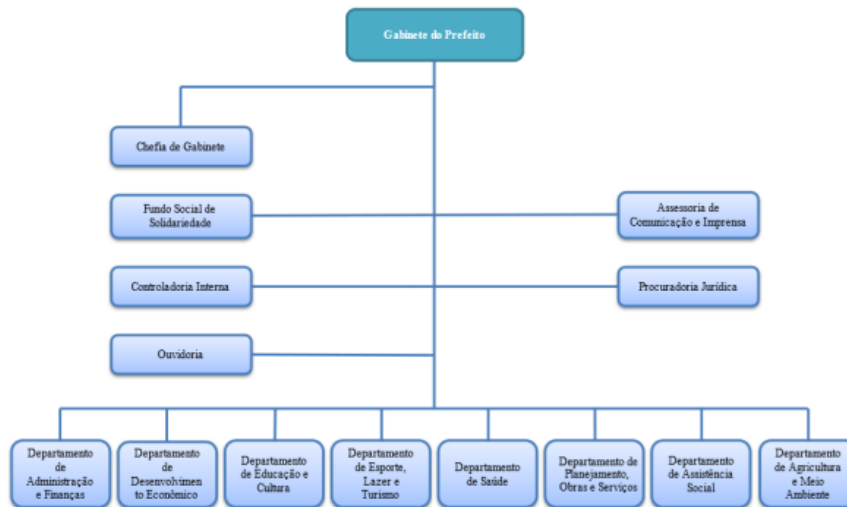 Gabinete do Prefeito
Chefia de Gabinete
Fundo Social de
Solidariedade
Assessoria de
Comunicação e Imprensa
Controladoria Interna
Procuradoria Jurídica
Ouvidoria
Departamento
de
Administração
e Finanças
Departamento
de
Desenvolvimen
to Econômico
Departamento
de Educação e
Cultura
Departamento
de Esporte,
Lazer e
Turismo
Departamento
de Saúde
Departamento
de Planejamento,
Obras e Serviços
Departamento
de Assistência
Social
Departamento
de Agricultura
e Meio
Ambiente